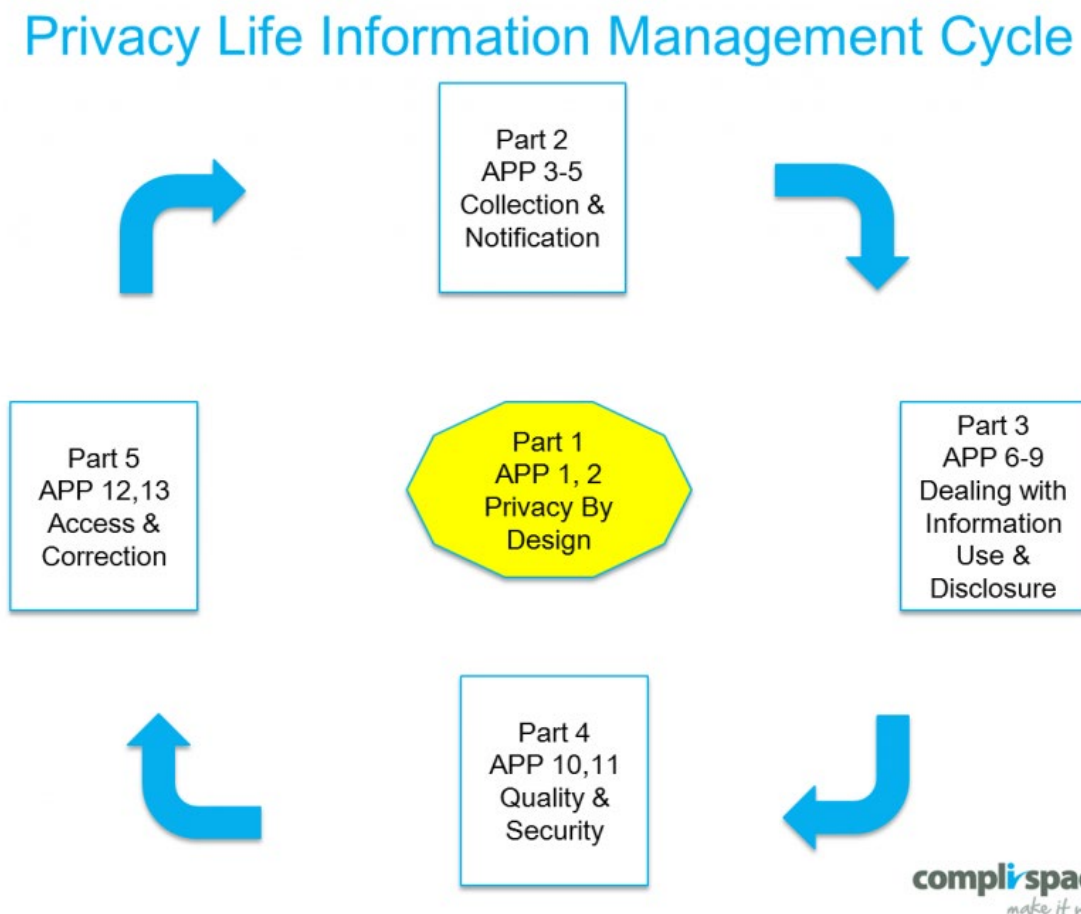 Privacy Life Information Management Cycle
Part 2
APP 3-5
Collection &
Notification
Part 3
APP 6-9
Dealing with
Information
Use &
Disclosure
Part 1
APP 1, 2
Privacy By
Design
Part 5
APP 12,13
Access &
Correction
Part 4
APP 10,11
Quality &
Security
make it